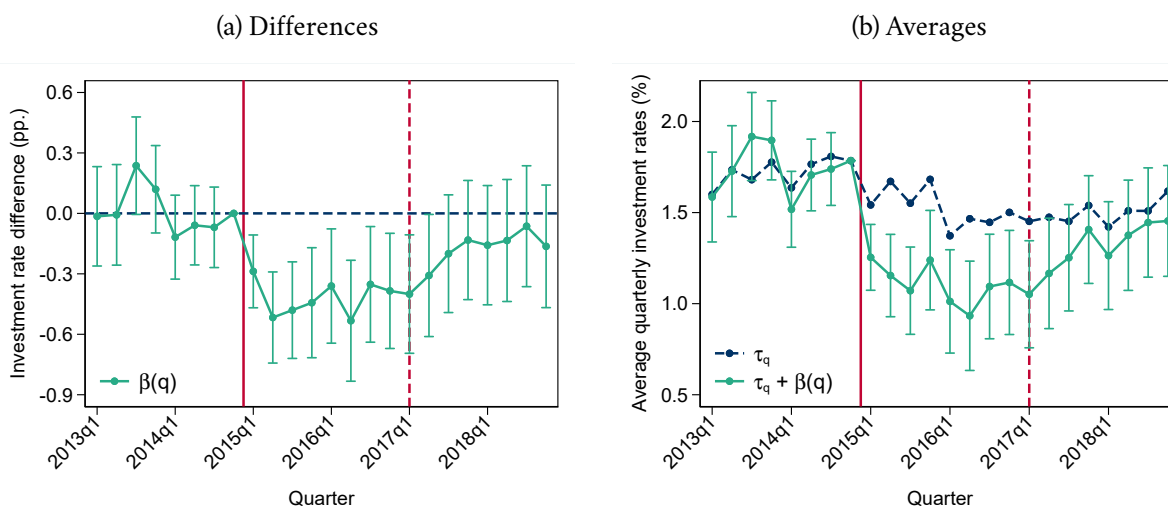 (a) Differences
Investment rate difference (pp.)
0.6
0.3
0.0
-0.3
-0.6
-0.9
β(q)
2013q1
2014q1
2015q1
2016q1
2017q1
2018q1
Quarter
(b) Averages
Average quarterly investment rates (%)
2.0
1.5
1.0
0.5
τq
τq + β(q)
2013q1
2014q1
2015q1
2016q1
2017q1
2018q1
Quarter